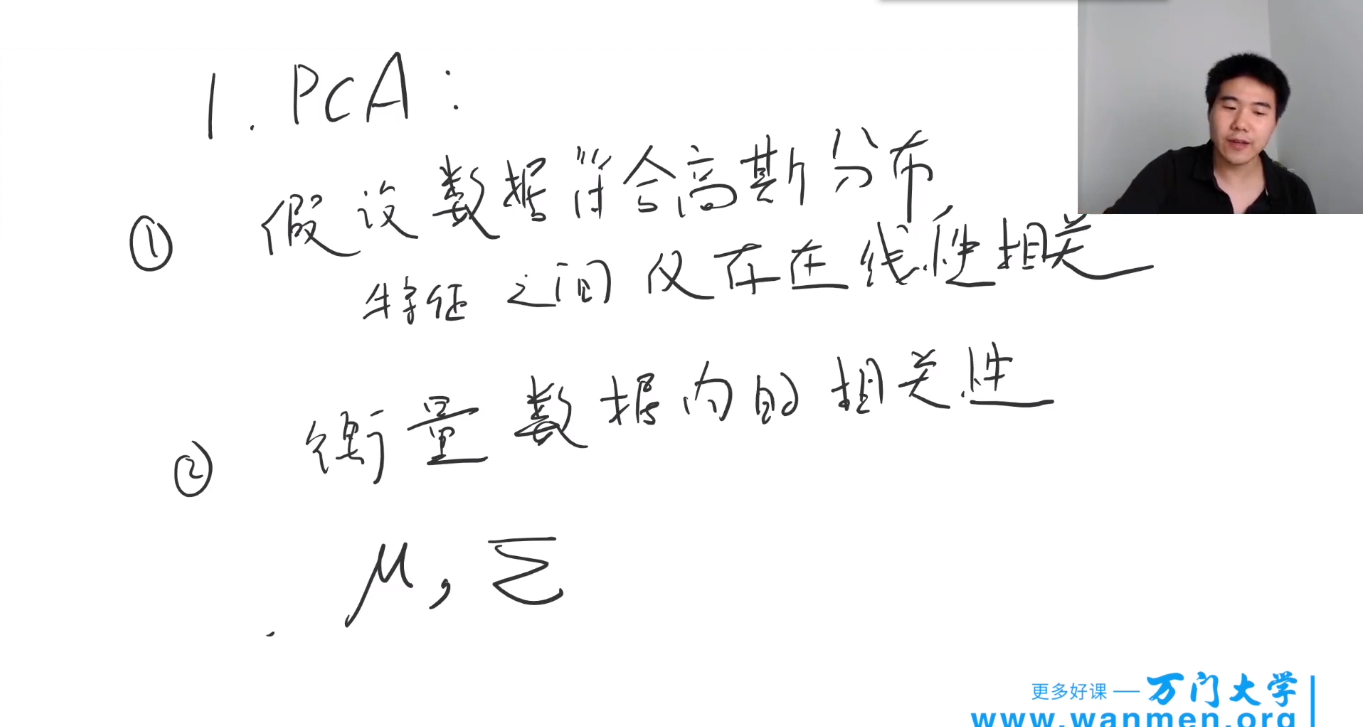 1. PCA:
① 假设数据符合高斯分布,
特征之间仅存在线性相关
② 衡量数据内的相关性
μ, Σ
更多好课 — 万门大学
www.wanmen.org